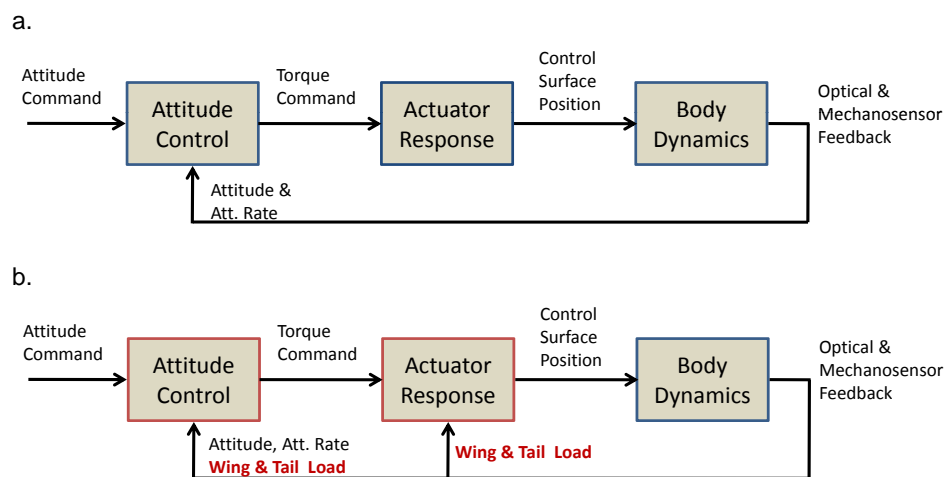 a.
Attitude
Command
Attitude
Control
Torque
Command
Actuator
Response
Control
Surface
Position
Body
Dynamics
Optical &
Mechanosensor
Feedback
Attitude &
Att. Rate
b.
Attitude
Command
Attitude
Control
Torque
Command
Actuator
Response
Control
Surface
Position
Body
Dynamics
Optical &
Mechanosensor
Feedback
Attitude, Att. Rate
Wing & Tail Load
Wing & Tail Load